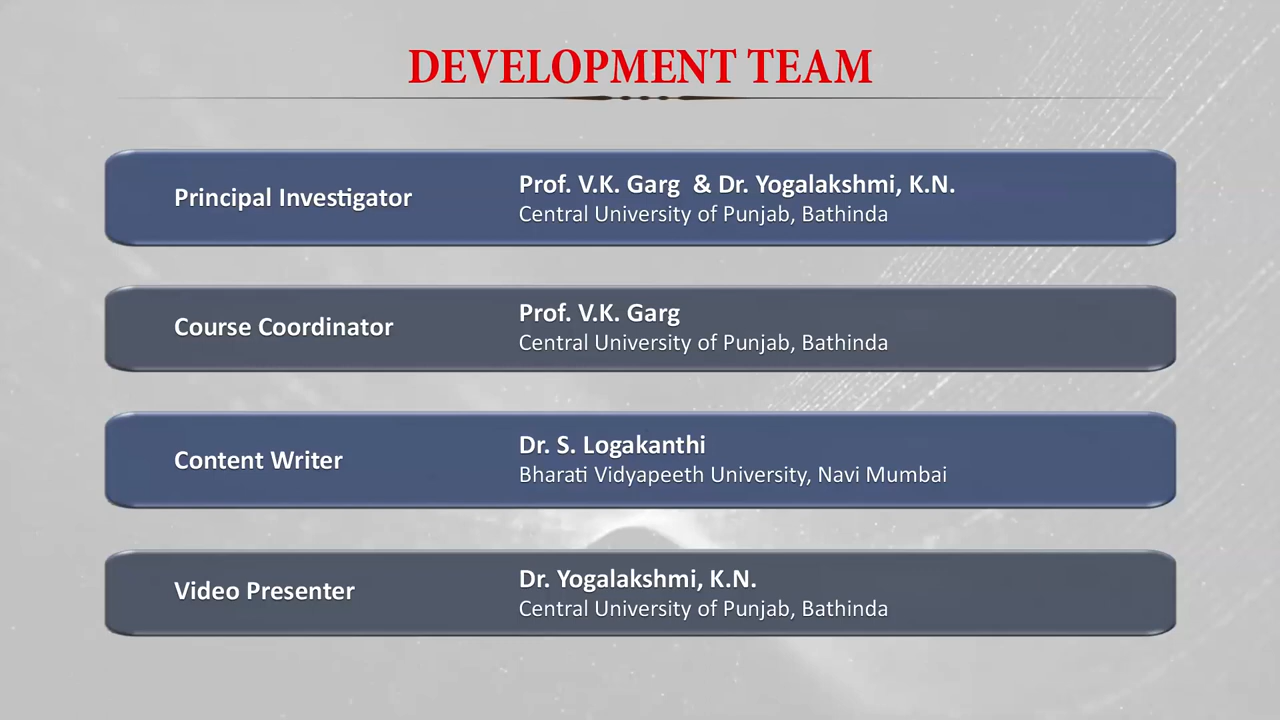 DEVELOPMENT TEAM
Principal Investigator
Prof. V.K. Garg & Dr. Yogalakshmi, K.N.
Central University of Punjab, Bathinda
Course Coordinator
Prof. V.K. Garg
Central University of Punjab, Bathinda
Content Writer
Dr. S. Logakanthi
Bharati Vidyapeeth University, Navi Mumbai
Video Presenter
Dr. Yogalakshmi, K.N.
Central University of Punjab, Bathinda